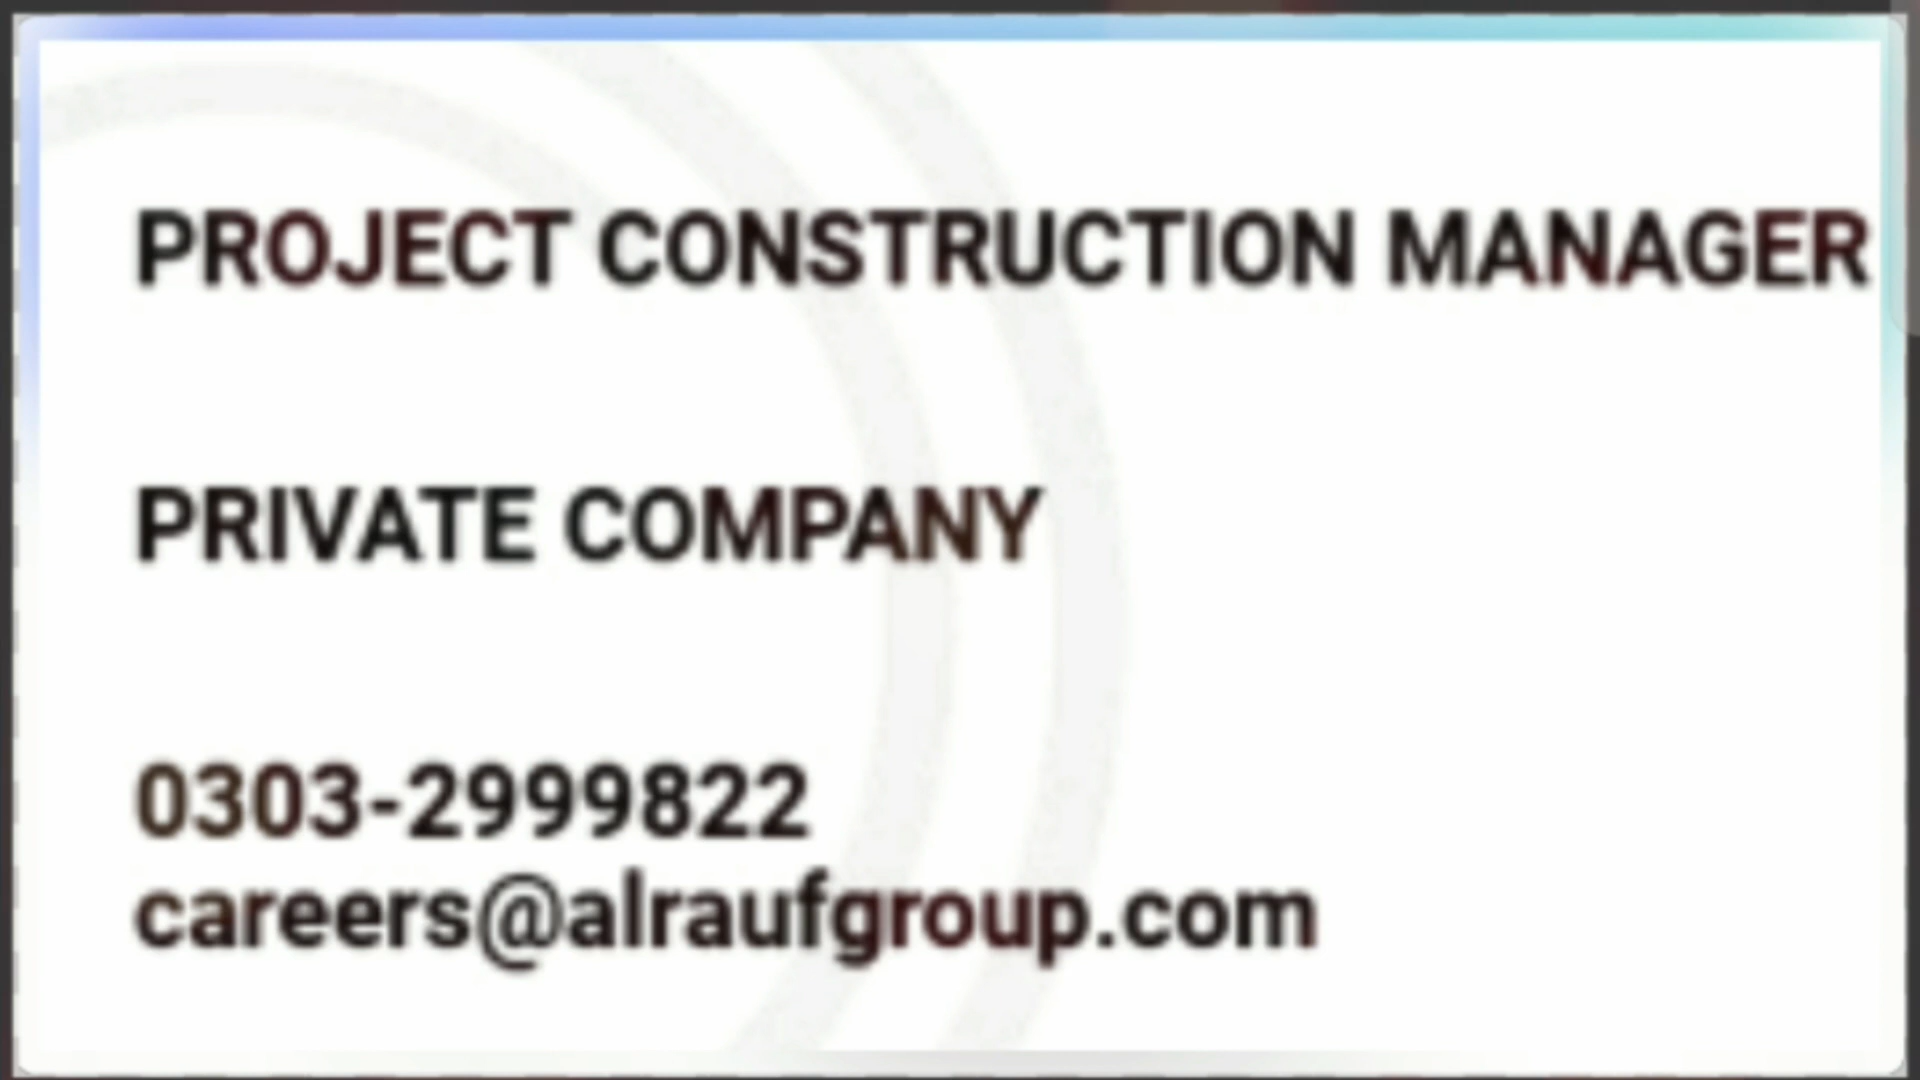 PROJECT CONSTRUCTION MANAGER
PRIVATE COMPANY
0303-2999822
careers@alraufgroup.com